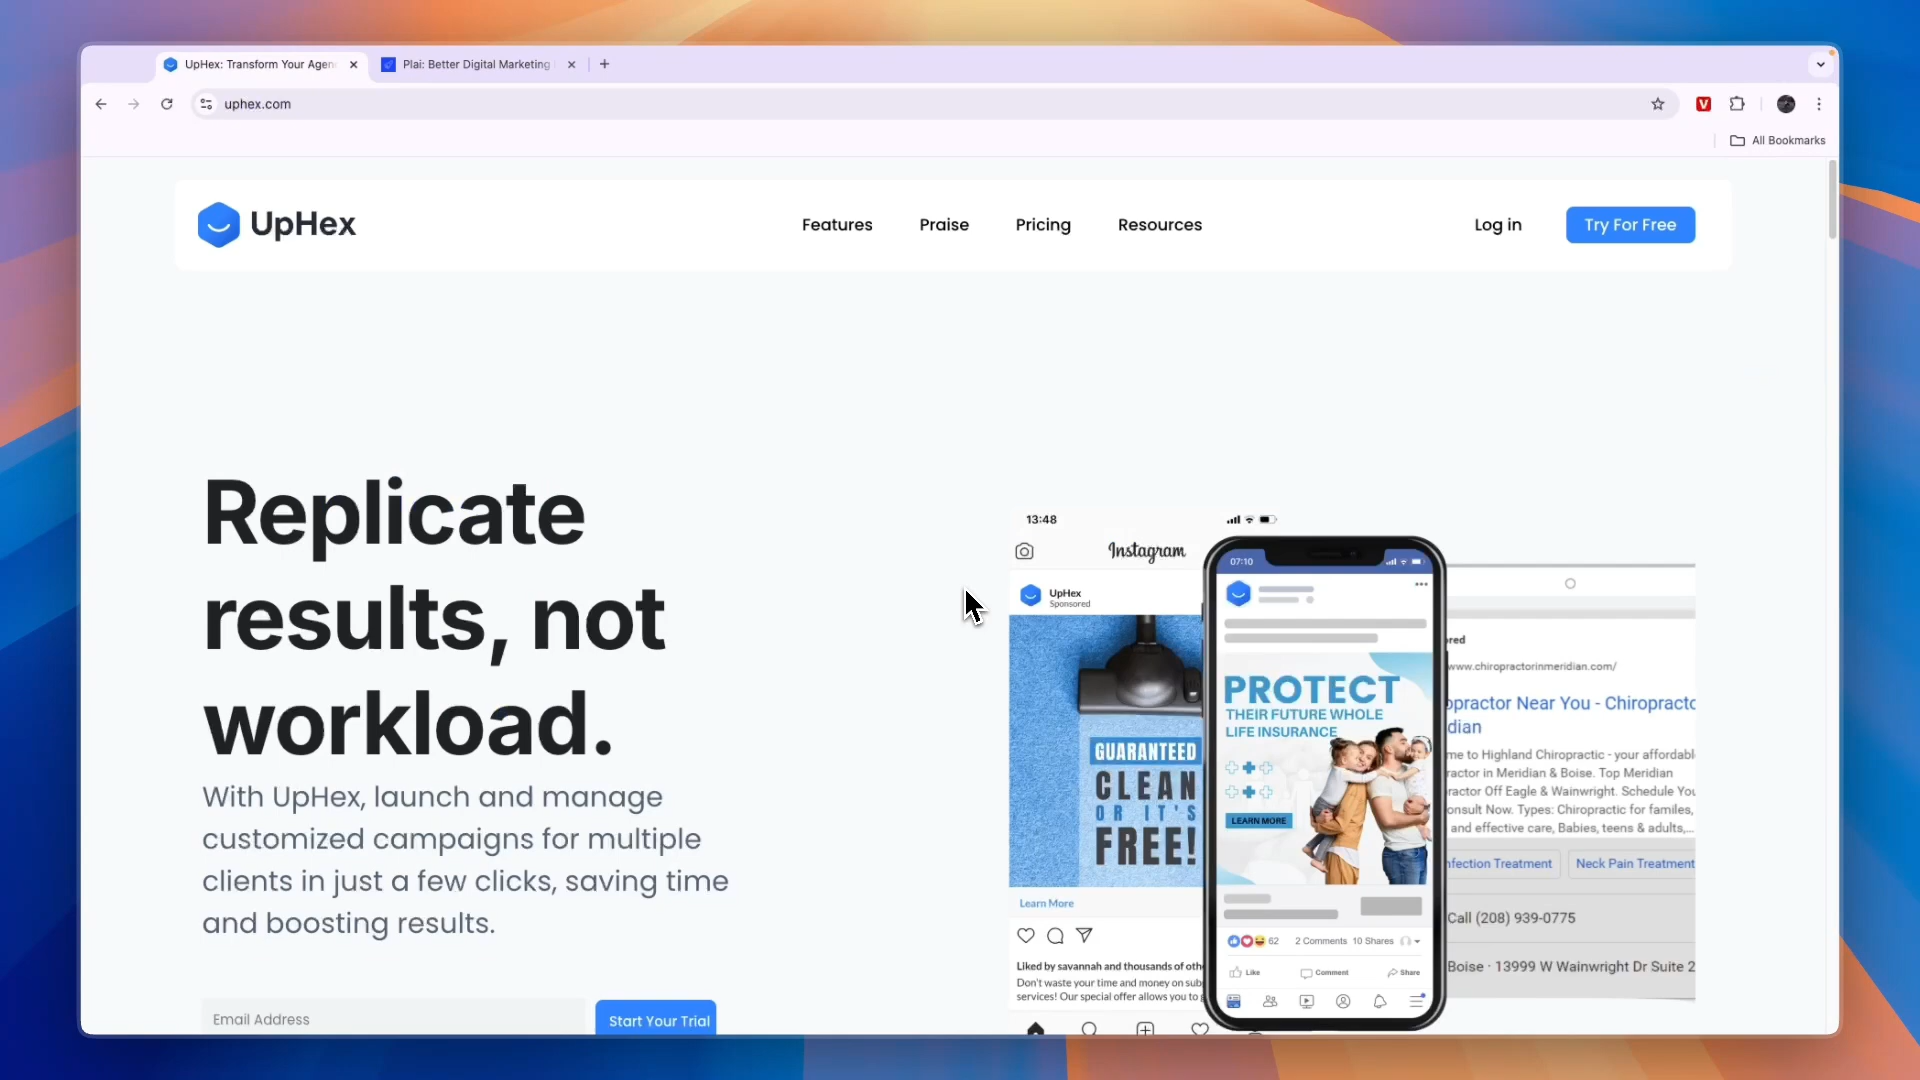 UpHex: Transform Your Agen
Plai: Better Digital Marketing
uphex.com
All Bookmarks
UpHex
Features
Praise
Pricing
Resources
Log in
Try For Free
Replicate
results, not
workload.
With UpHex, launch and manage
customized campaigns for multiple
clients in just a few clicks, saving time
and boosting results.
Email Address
Start Your Trial
13:48
Instagram
UpHex
Sponsored
GUARANTEED
CLEAN
OR IT'S
FREE!
Learn More
Liked by savannah and thousands of oth
Don't waste your time and money on sub
services! Our special offer allows you to
07:10
PROTECT
THEIR FUTURE WHOLE
LIFE INSURANCE
LEARN MORE
62
2 Comments 10 Shares
Like
Comment
Share
ored
www.chiropractorinmeridian.com/
opractor Near You - Chiropracto
dian
me to Highland Chiropractic - your affordabl
ractor in Meridian & Boise. Top Meridian
ractor Off Eagle & Wainwright. Schedule You
onsult Now. Types: Chiropractic for familes,
and effective care, Babies, teens & adults,...
nfection Treatment
Neck Pain Treatment
Call (208) 939-0775
Boise · 13999 W Wainwright Dr Suite 2